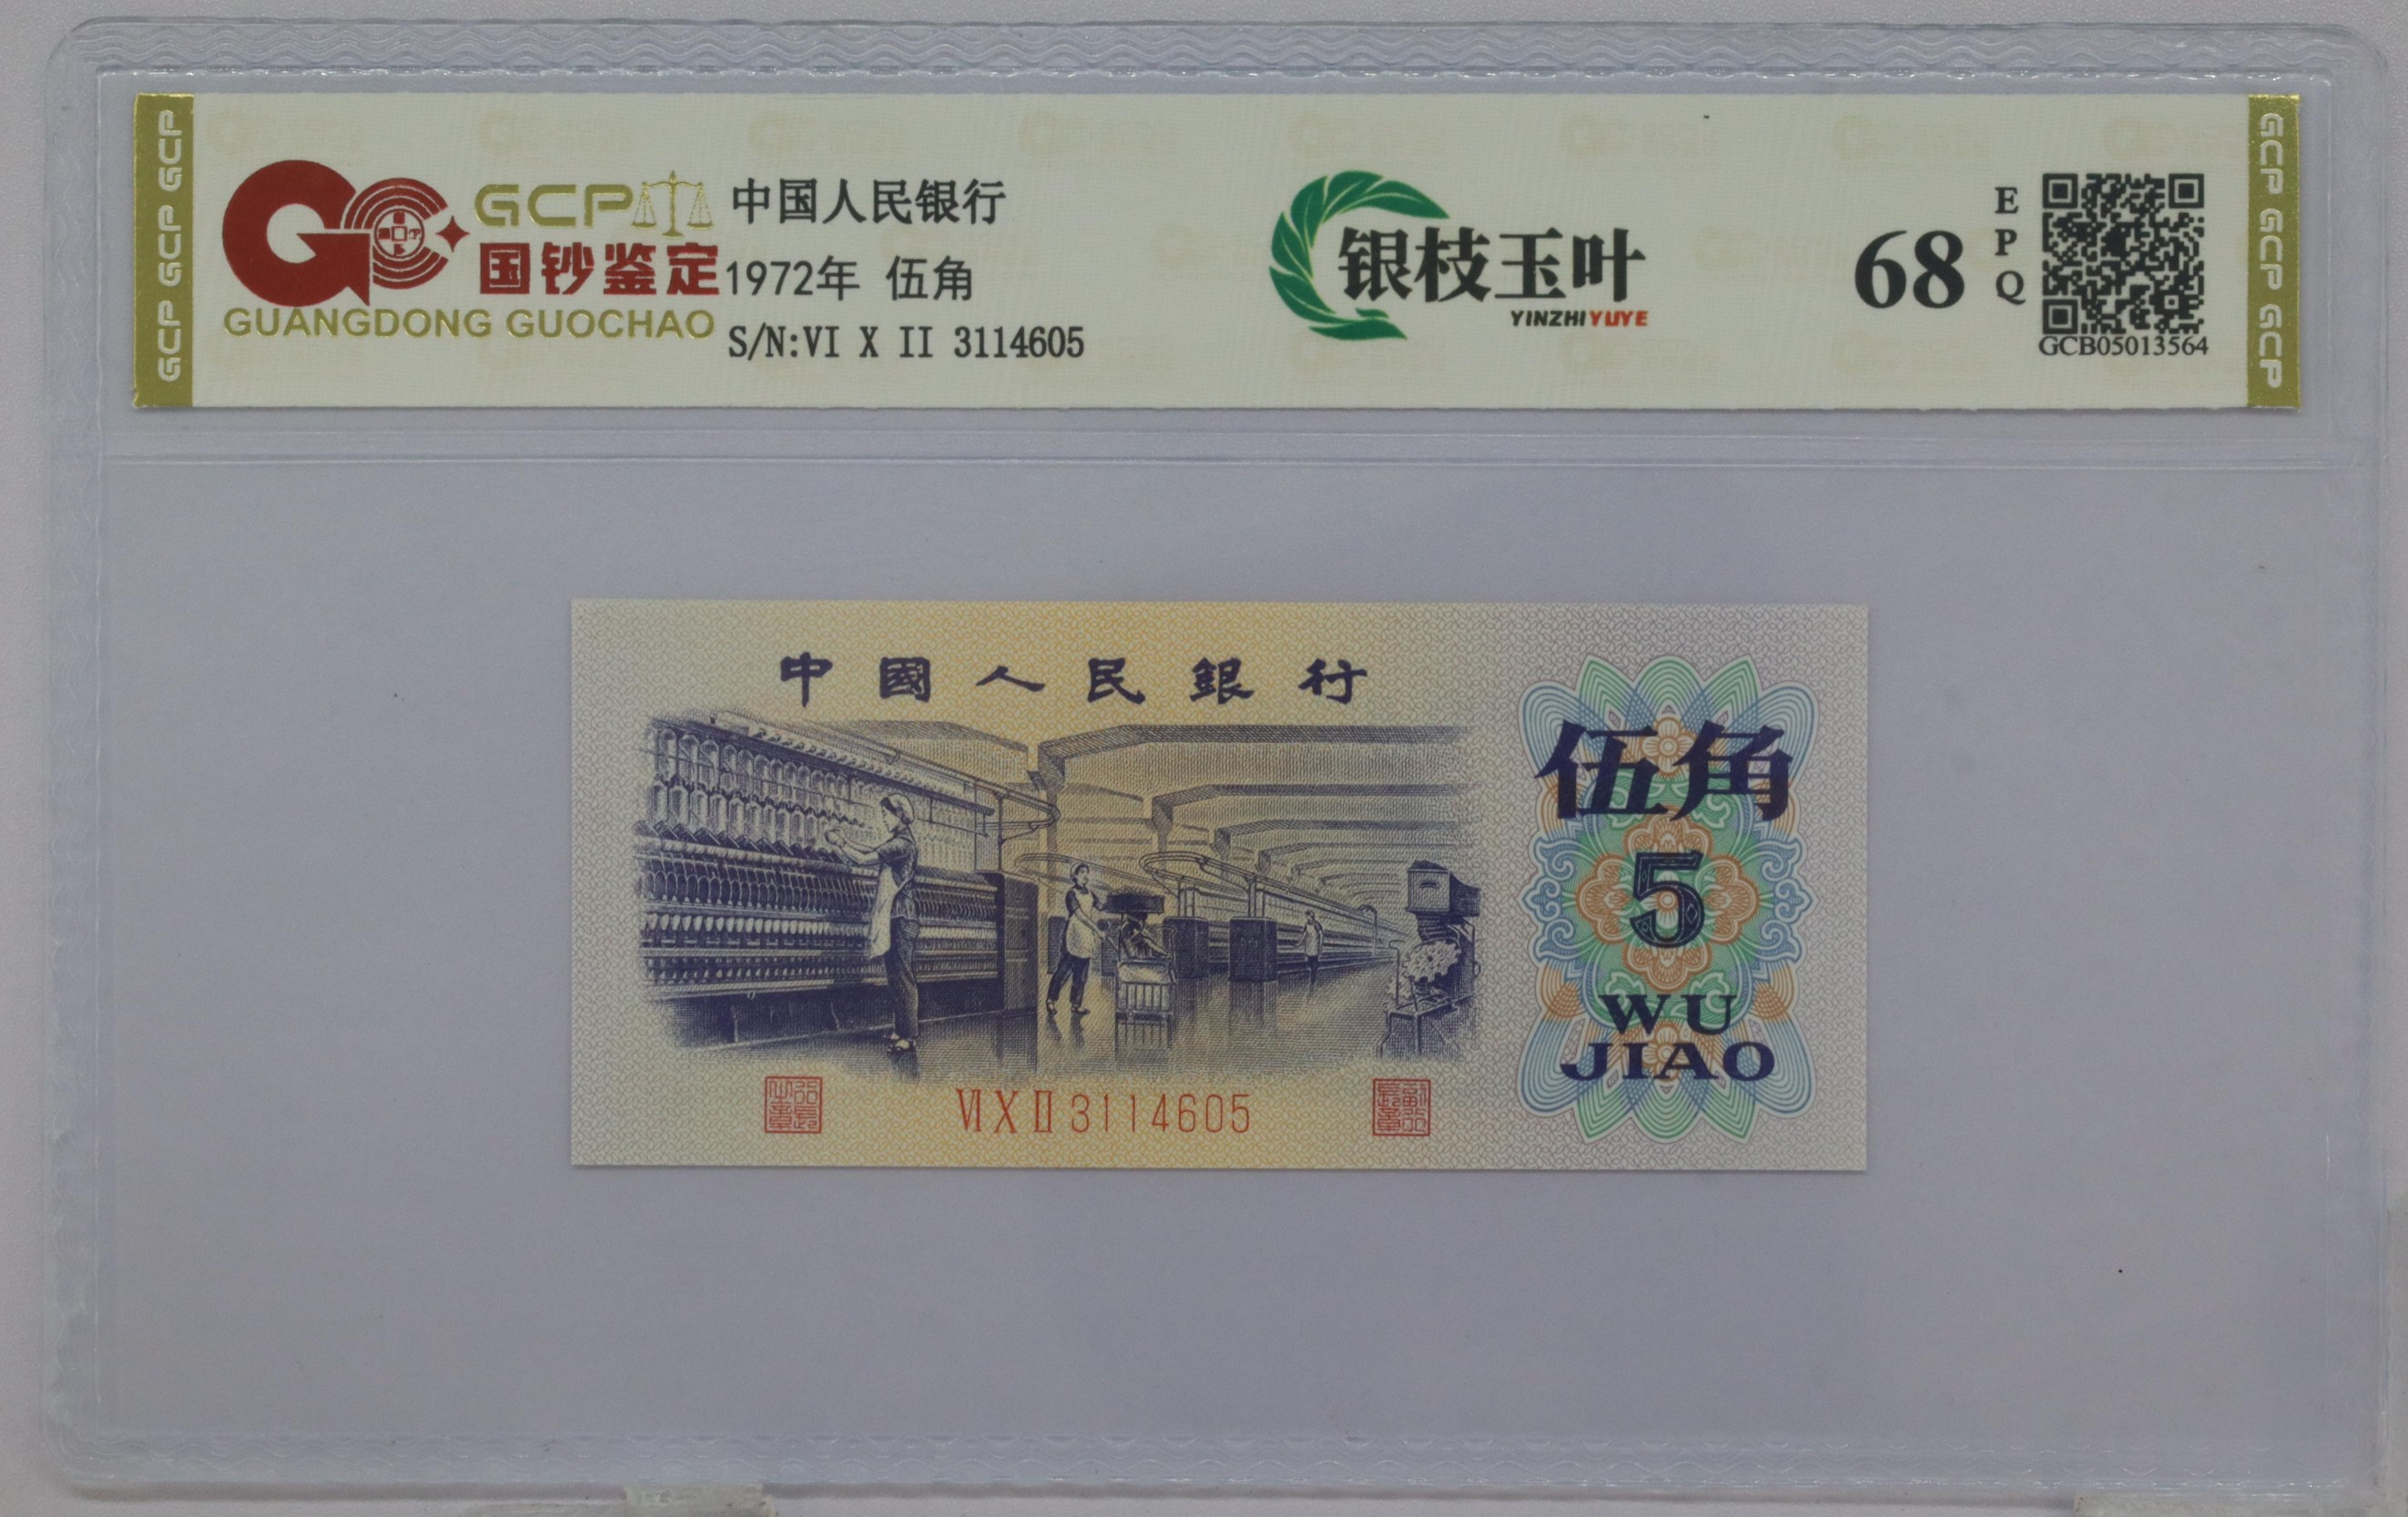 GCP GCP GCP
GCP
国钞鉴定
GUANGDONG GUOCHAO
中国人民银行
1972年 伍角
S/N:VI X II 3114605
银枝玉叶
YINZHIYUYE
68
EPQ
GCB05013564
GCP GCP GCP
中國人民銀行
伍角
5
WU
JIAO
VI X II 3114605